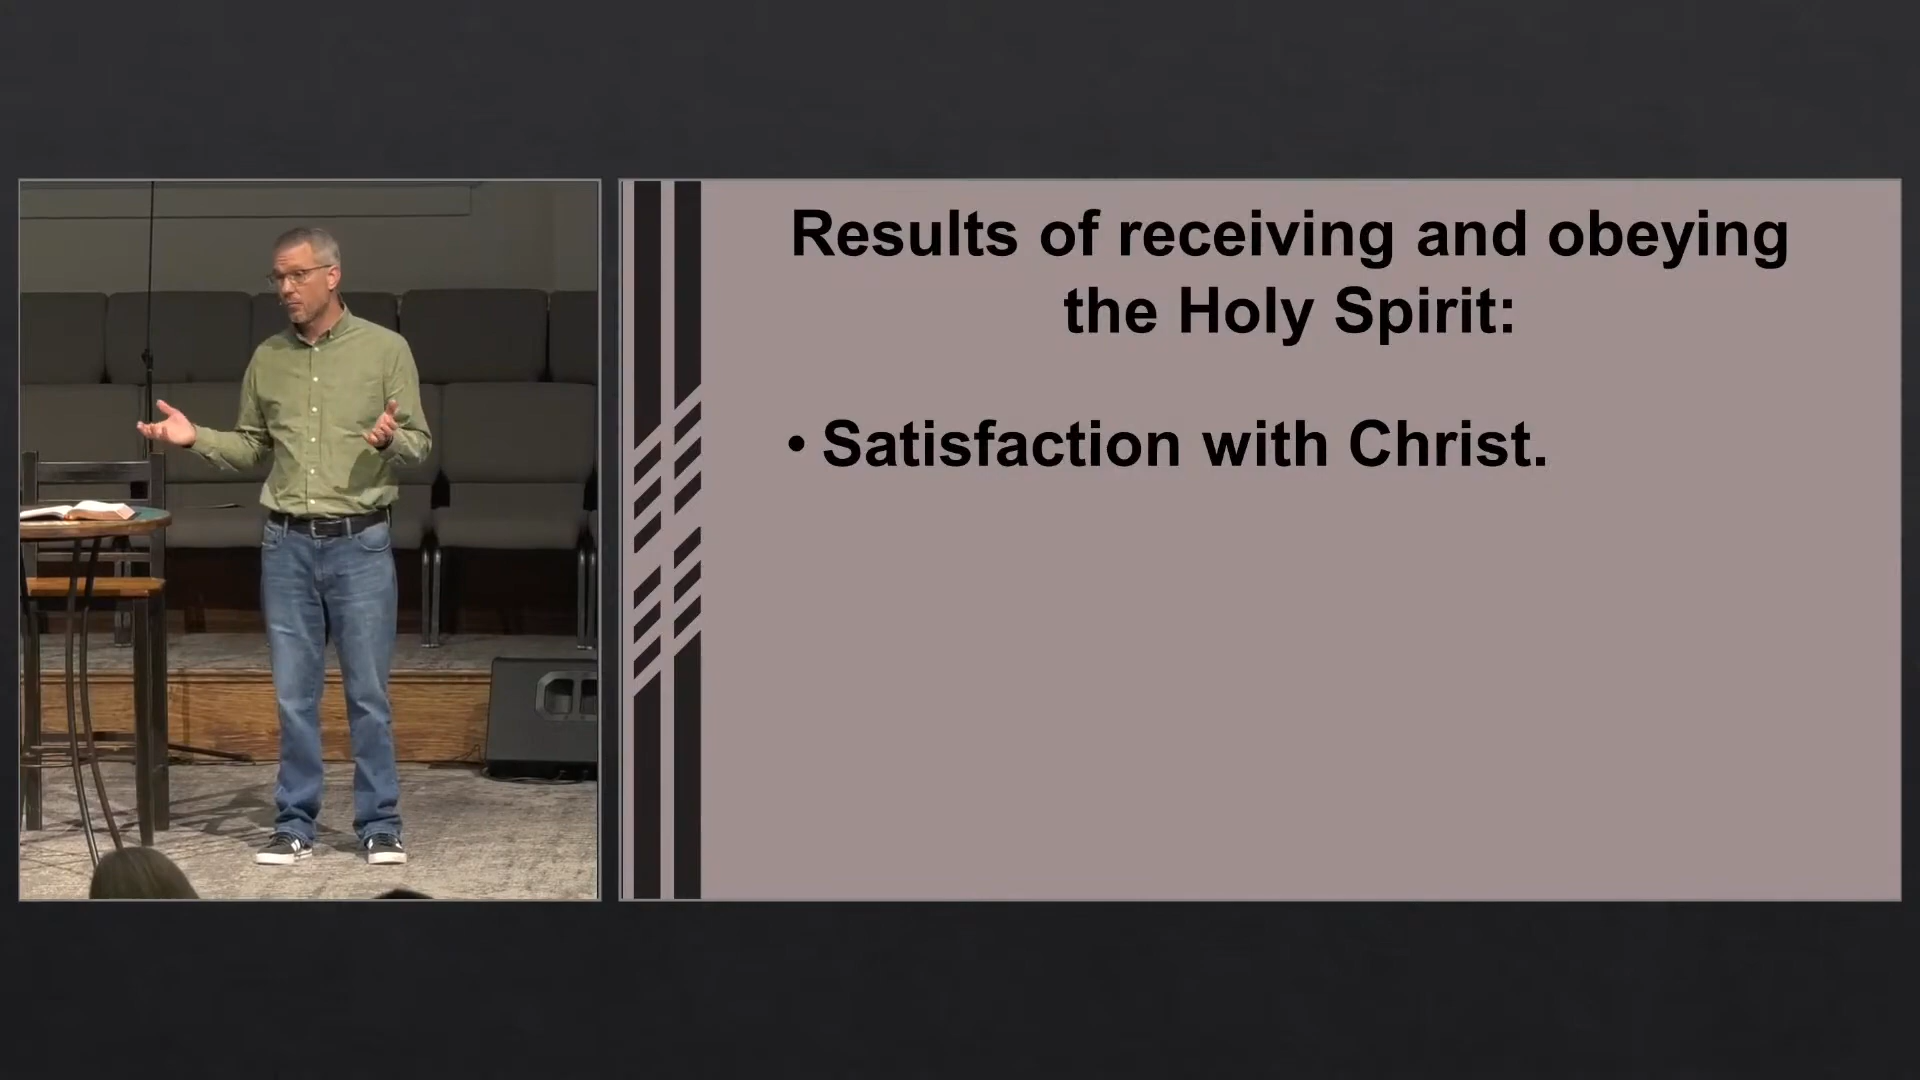 Results of receiving and obeying
the Holy Spirit:
• Satisfaction with Christ.